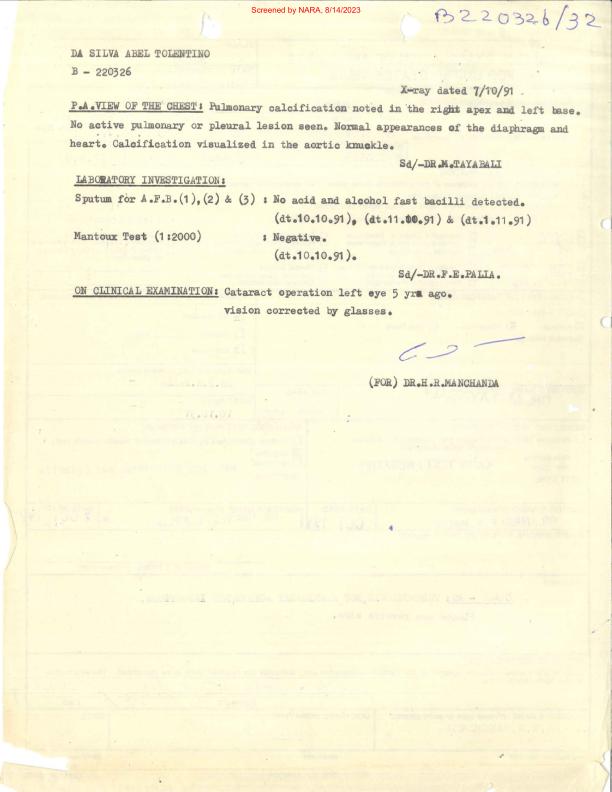 Screened by NARA, 8/14/2023
B220326/32
DA SILVA ABEL TOLENTINO
B - 220326
X-ray dated 7/10/91 .
P.A.VIEW OF THE CHEST: Pulmonary calcification noted in the right apex and left base.
No active pulmonary or pleural lesion seen. Normal appearances of the diaphragm and
heart. Calcification visualized in the aortic knuckle.
Sd/-DR.M.TAYABALI
LABORATORY INVESTIGATION:
Sputum for A.F.B.(1),(2) & (3) : No acid and alcohol fast bacilli detected.
(dt.10.10.91), (dt.11.10.91) & (dt.1.11.91)
Mantoux Test (1:2000) : Negative.
(dt.10.10.91).
Sd/-DR.F.E.PALIA.
ON CLINICAL EXAMINATION: Cataract operation left eye 5 yrs ago.
vision corrected by glasses.
(FOR) DR.H.R.MANCHANDA